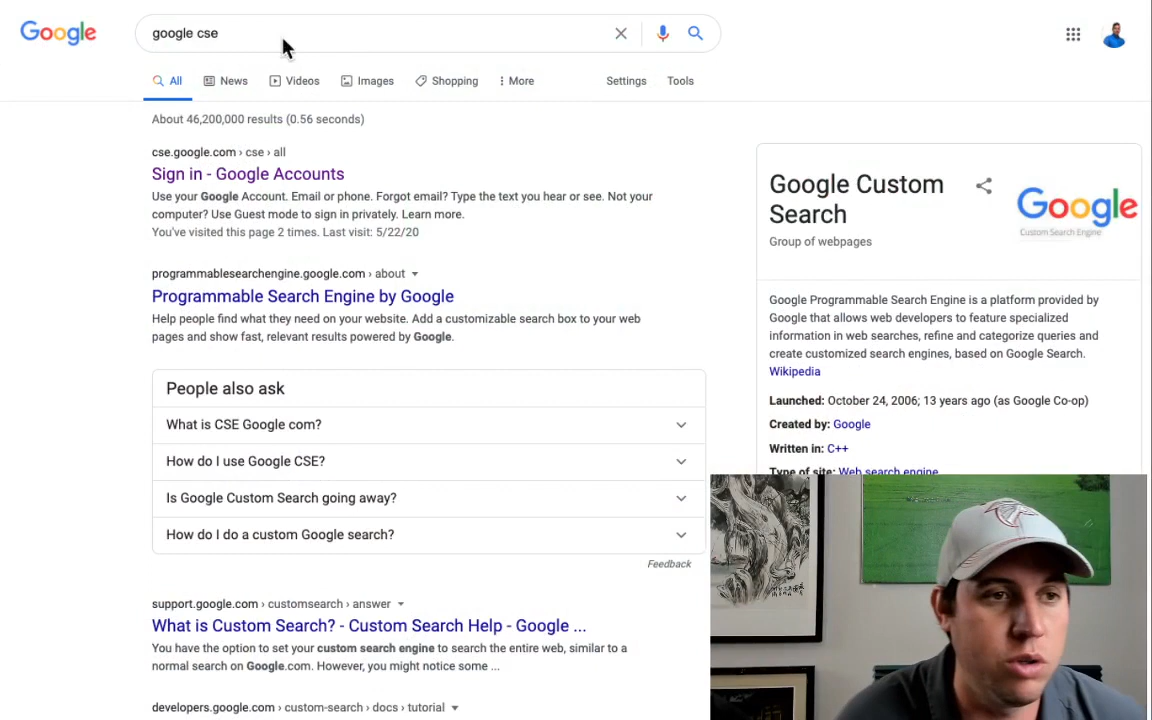 Google
google cse
All
News
Videos
Images
Shopping
More
Settings
Tools
About 46,200,000 results (0.56 seconds)
cse.google.com › cse › all
Sign in - Google Accounts
Use your Google Account. Email or phone. Forgot email? Type the text you hear or see. Not your
computer? Use Guest mode to sign in privately. Learn more.
You've visited this page 2 times. Last visit: 5/22/20
programmablesearchengine.google.com › about
Programmable Search Engine by Google
Help people find what they need on your website. Add a customizable search box to your web
pages and show fast, relevant results powered by Google.
People also ask
What is CSE Google com?
How do I use Google CSE?
Is Google Custom Search going away?
How do I do a custom Google search?
Feedback
support.google.com › customsearch › answer
What is Custom Search? - Custom Search Help - Google ...
You have the option to set your custom search engine to search the entire web, similar to a
normal search on Google.com. However, you might notice some ...
developers.google.com › custom-search › docs › tutorial
Google Custom
Search
Group of webpages
Google
Custom Search Engine
Google Programmable Search Engine is a platform provided by
Google that allows web developers to feature specialized
information in web searches, refine and categorize queries and
create customized search engines, based on Google Search.
Wikipedia
Launched: October 24, 2006; 13 years ago (as Google Co-op)
Created by: Google
Written in: C++
Type of site: Web search engine